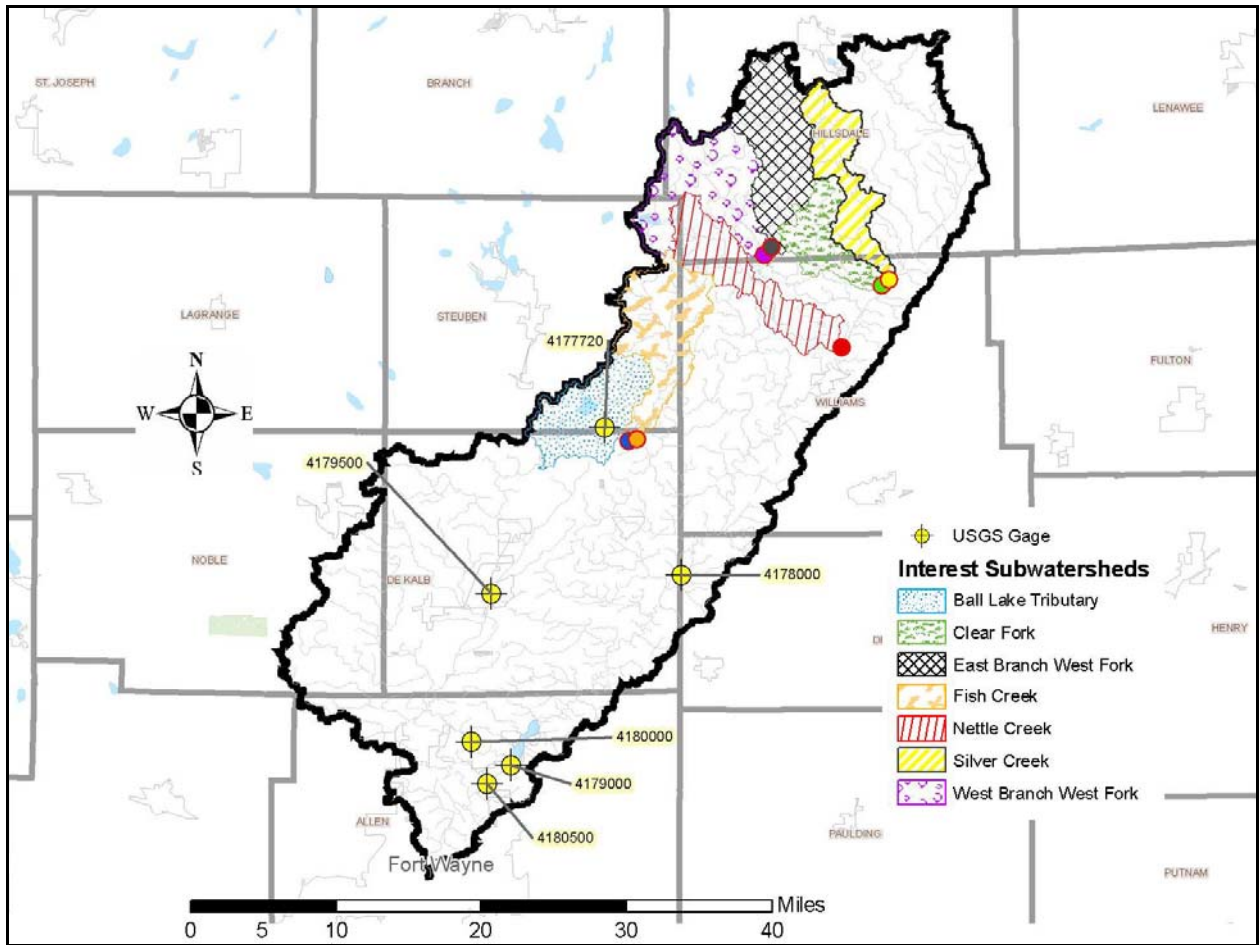 ST. JOSEPH
BRANCH
LENAWEE
HILLSDALE
LAGRANGE
STEUBEN
4177720
FULTON
N
W
E
S
WILLIAMS
4179500
USGS Gage
NOBLE
DE KALB
4178000
Interest Subwatersheds
Ball Lake Tributary
Clear Fork
HENRY
DE
East Branch West Fork
Fish Creek
4180000
Nettle Creek
Silver Creek
4179000
West Branch West Fork
ALLEN
4180500
PAULDING
Fort Wayne
PUTNAM
Miles
0 5 10 20 30 40